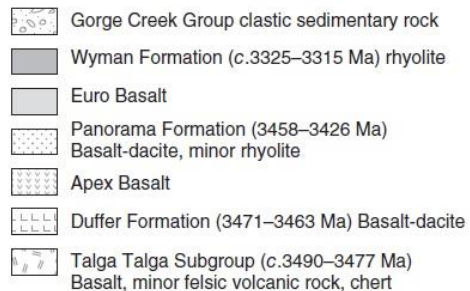 Gorge Creek Group clastic sedimentary rock
Wyman Formation (c.3325–3315 Ma) rhyolite
Euro Basalt
Panorama Formation (3458–3426 Ma)
Basalt-dacite, minor rhyolite
Apex Basalt
Duffer Formation (3471–3463 Ma) Basalt-dacite
Talga Talga Subgroup (c.3490–3477 Ma)
Basalt, minor felsic volcanic rock, chert